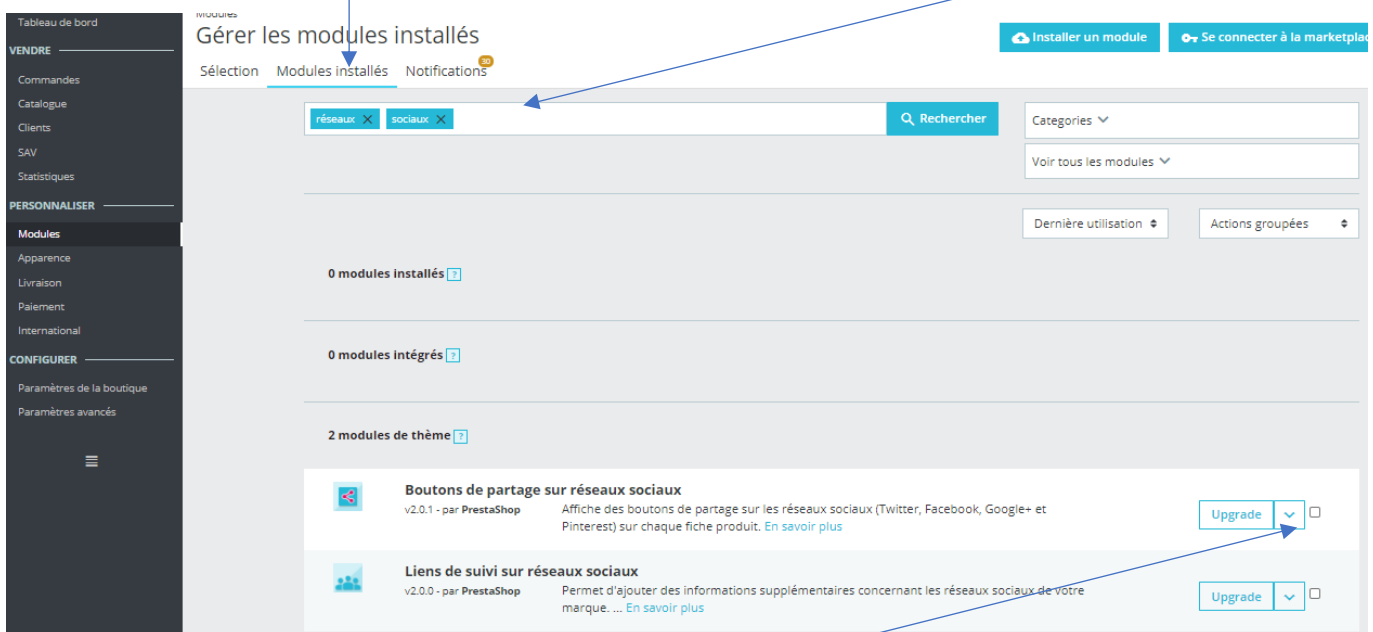 Tableau de bord
VENDRE
Commandes
Catalogue
Clients
SAV
Statistiques
PERSONNALISER
Modules
Apparence
Livraison
Paiement
International
CONFIGURER
Paramètres de la boutique
Paramètres avancés
Modules
Gérer les modules installés
Installer un module
Se connecter à la marketplac
Sélection Modules installés Notifications 30
réseaux sociaux
Rechercher
Categories
Voir tous les modules
Dernière utilisation
Actions groupées
0 modules installés ?
0 modules intégrés ?
2 modules de thème ?
Boutons de partage sur réseaux sociaux
v2.0.1 - par PrestaShop
Affiche des boutons de partage sur les réseaux sociaux (Twitter, Facebook, Google+ et
Pinterest) sur chaque fiche produit. En savoir plus
Upgrade
Liens de suivi sur réseaux sociaux
v2.0.0 - par PrestaShop
Permet d'ajouter des informations supplémentaires concernant les réseaux sociaux de votre
marque. ... En savoir plus
Upgrade